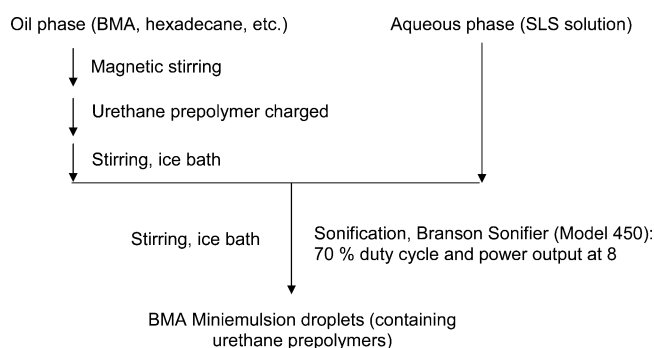 Oil phase (BMA, hexadecane, etc.)
Aqueous phase (SLS solution)
Magnetic stirring
Urethane prepolymer charged
Stirring, ice bath
Stirring, ice bath
Sonification, Branson Sonifier (Model 450):
70 % duty cycle and power output at 8
BMA Miniemulsion droplets (containing
urethane prepolymers)